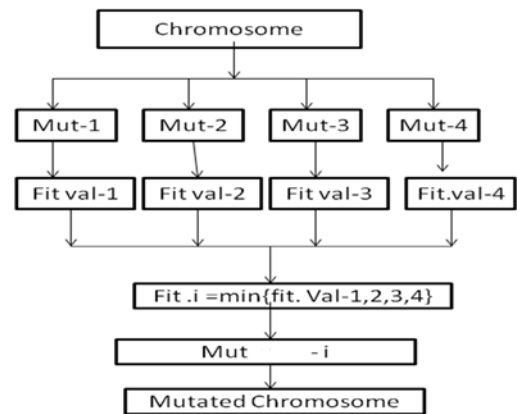 Chromosome
Mut-1 Mut-2 Mut-3 Mut-4
Fit val-1 Fit val-2 Fit val-3 Fit.val-4
Fit .i =min{fit. Val-1,2,3,4}
Mut - i
Mutated Chromosome